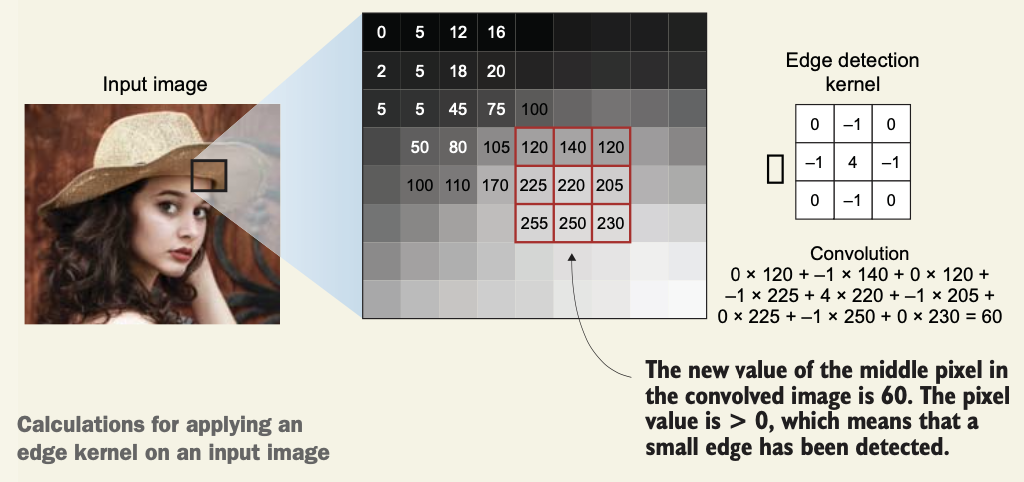 Input image
0 5 12 16
2 5 18 20
5 5 45 75 100
50 80 105 120 140 120
100 110 170 225 220 205
255 250 230
Edge detection
kernel
0 –1 0
–1 4 –1
0 –1 0
Convolution
0 × 120 + –1 × 140 + 0 × 120 +
–1 × 225 + 4 × 220 + –1 × 205 +
0 × 225 + –1 × 250 + 0 × 230 = 60
The new value of the middle pixel in
the convolved image is 60. The pixel
value is > 0, which means that a
small edge has been detected.
Calculations for applying an
edge kernel on an input image